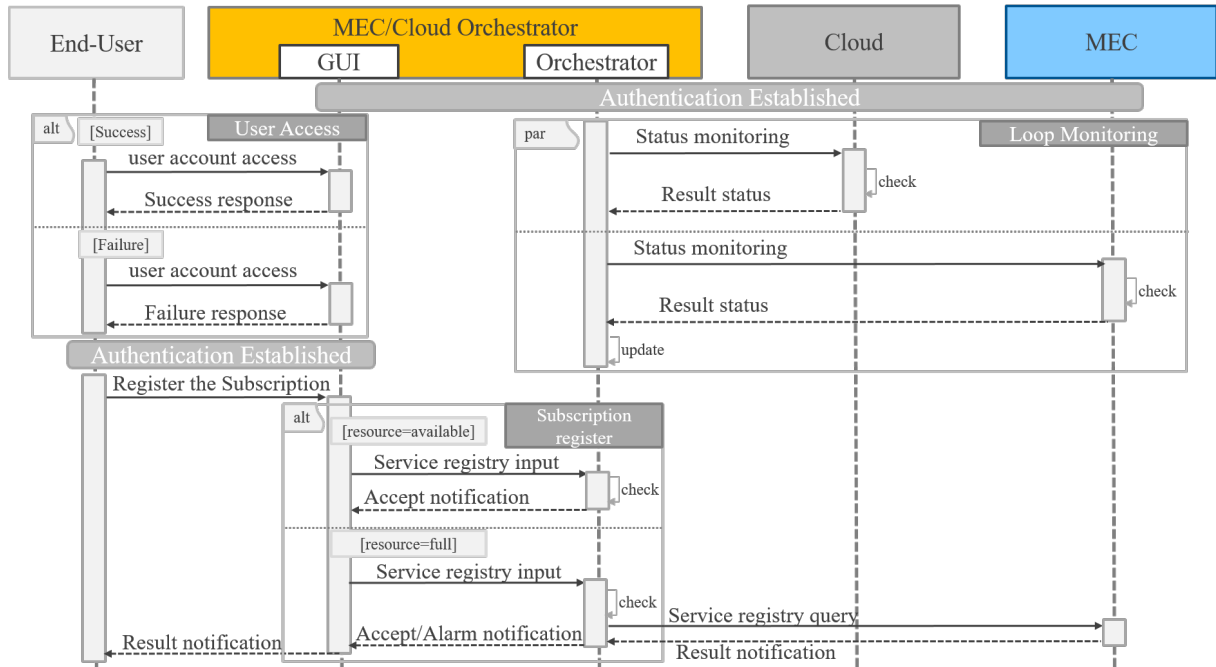 End-User
MEC/Cloud Orchestrator
GUI
Orchestrator
Cloud
MEC
Authentication Established
alt
[Success]
User Access
user account access
Success response
[Failure]
user account access
Failure response
par
Loop Monitoring
Status monitoring
check
Result status
Status monitoring
check
Result status
update
Authentication Established
Register the Subscription
alt
[resource=available]
Subscription
register
Service registry input
check
Accept notification
[resource=full]
Service registry input
check
Service registry query
Accept/Alarm notification
Result notification
Result notification